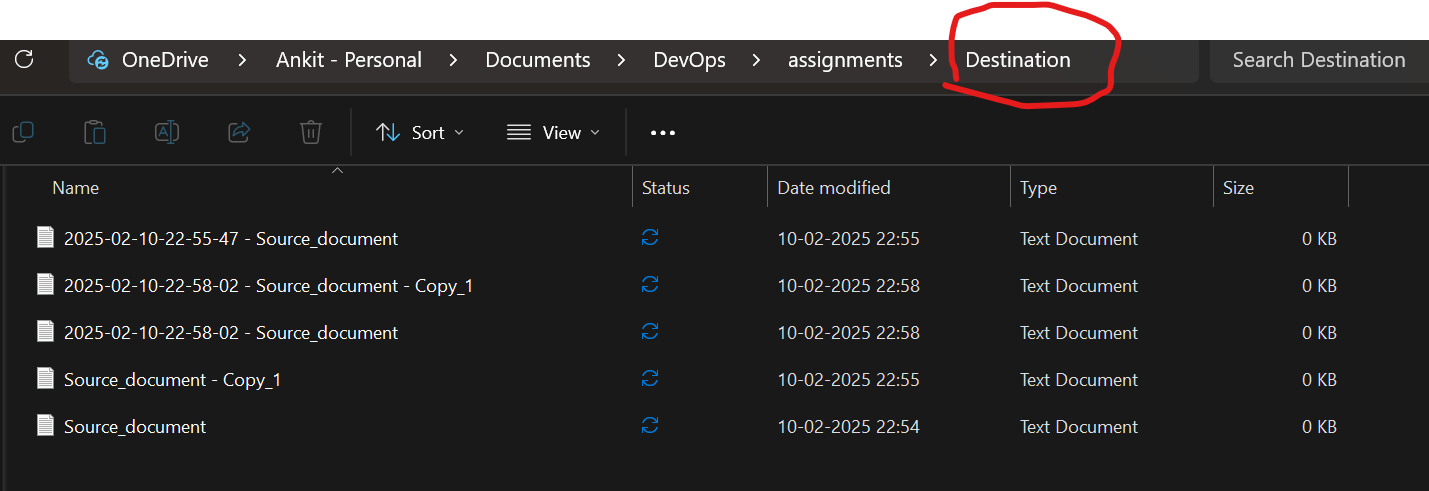 OneDrive > Ankit - Personal > Documents > DevOps > assignments > Destination Search Destination
Sort View ...
Name Status Date modified Type Size
2025-02-10-22-55-47 - Source_document 10-02-2025 22:55 Text Document 0 KB
2025-02-10-22-58-02 - Source_document - Copy_1 10-02-2025 22:58 Text Document 0 KB
2025-02-10-22-58-02 - Source_document 10-02-2025 22:58 Text Document 0 KB
Source_document - Copy_1 10-02-2025 22:55 Text Document 0 KB
Source_document 10-02-2025 22:54 Text Document 0 KB